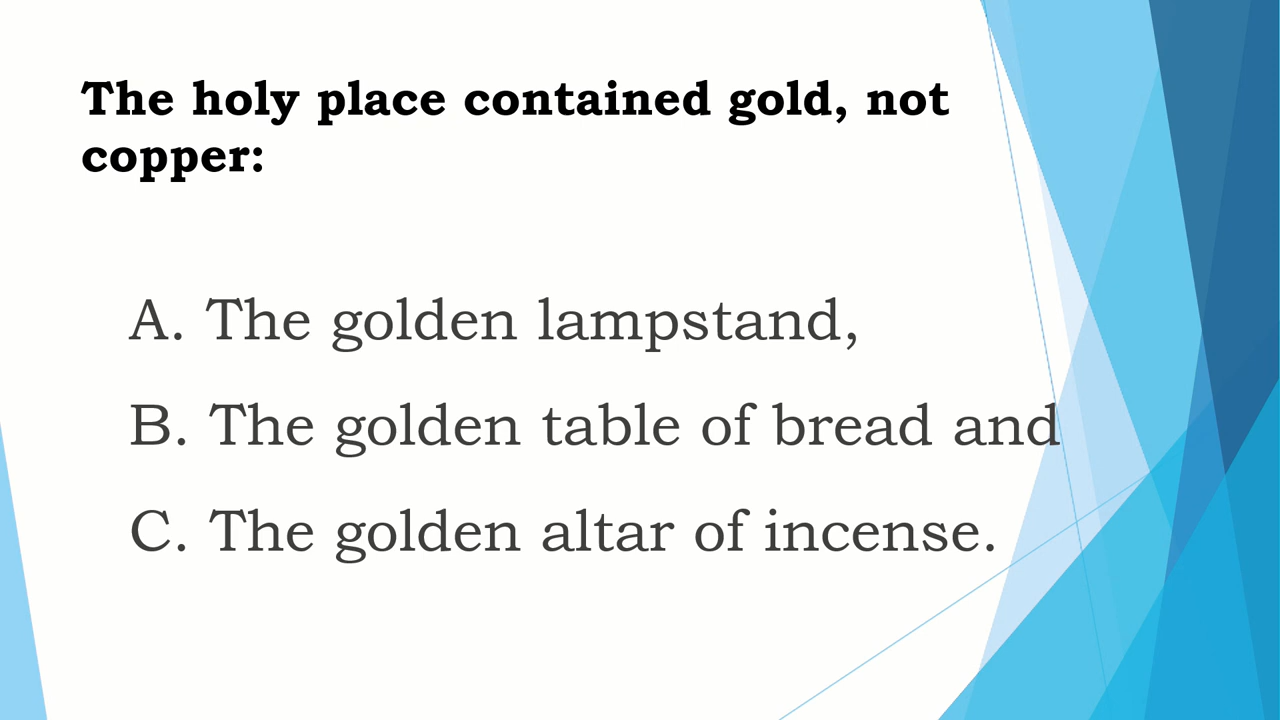 The holy place contained gold, not
copper:
A. The golden lampstand,
B. The golden table of bread and
C. The golden altar of incense.